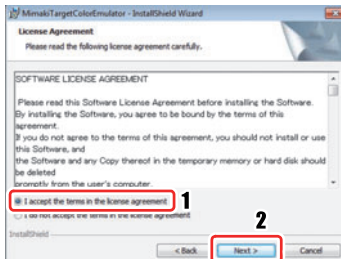 MimakiTargetColorEmulator - InstallShield Wizard
License Agreement
Please read the following license agreement carefully.
SOFTWARE LICENSE AGREEMENT
Please read this Software License Agreement before installing the Software.
By installing the Software, you agree to be bound by the terms of this
agreement.
If you do not agree to the terms of this agreement, you should not install or use
this Software, and
the Software and any Copy thereof in the temporary memory or hard disk should
be deleted
promptly from the user's computer.
I accept the terms in the license agreement
1
I do not accept the terms in the license agreement
2
InstallShield
< Back
Next >
Cancel